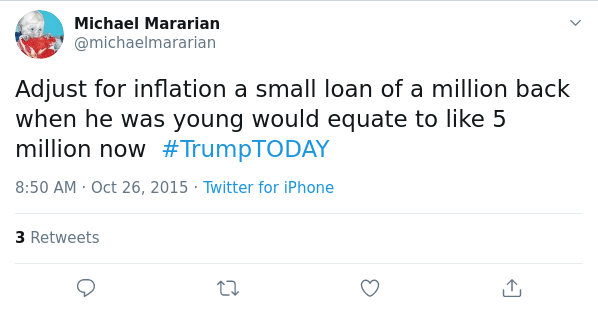 Michael Mararian
@michaelmararian
Adjust for inflation a small loan of a million back
when he was young would equate to like 5
million now #TrumpTODAY
8:50 AM · Oct 26, 2015 · Twitter for iPhone
3 Retweets